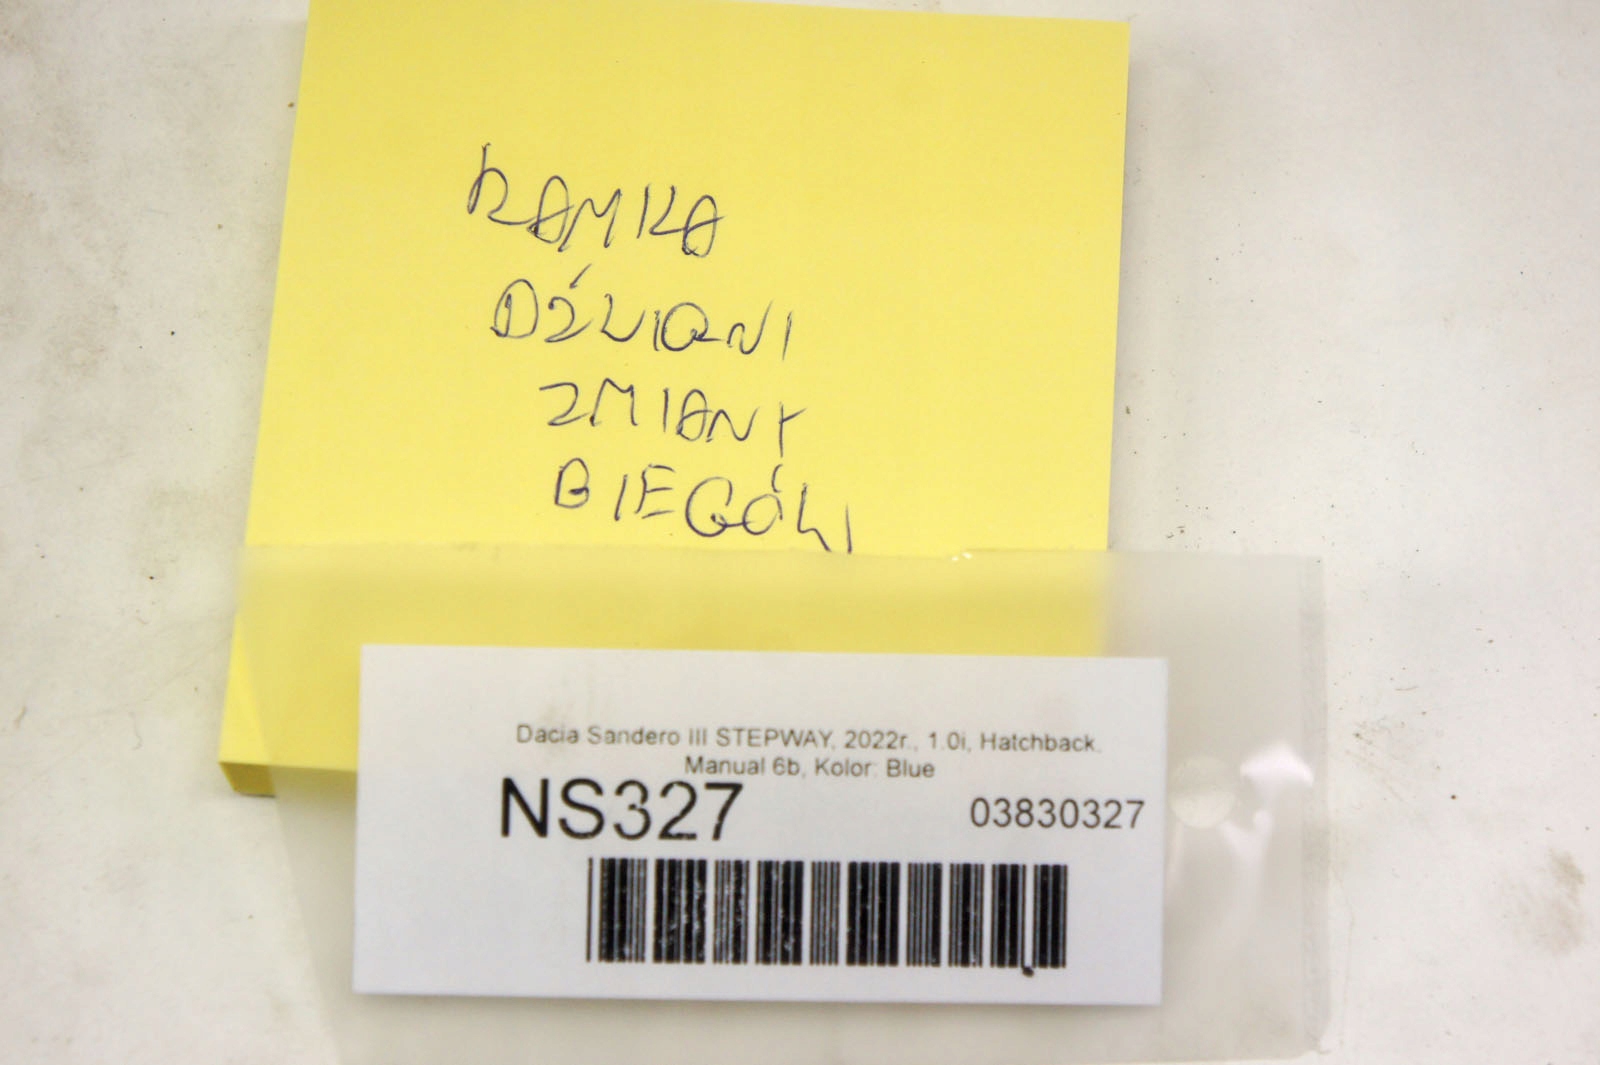 RAMKA
DŹWIGNI
ZMIANY
BIEGÓW
Dacia Sandero III STEPWAY, 2022r., 1.0i, Hatchback,
Manual 6b, Kolor: Blue
NS327
03830327